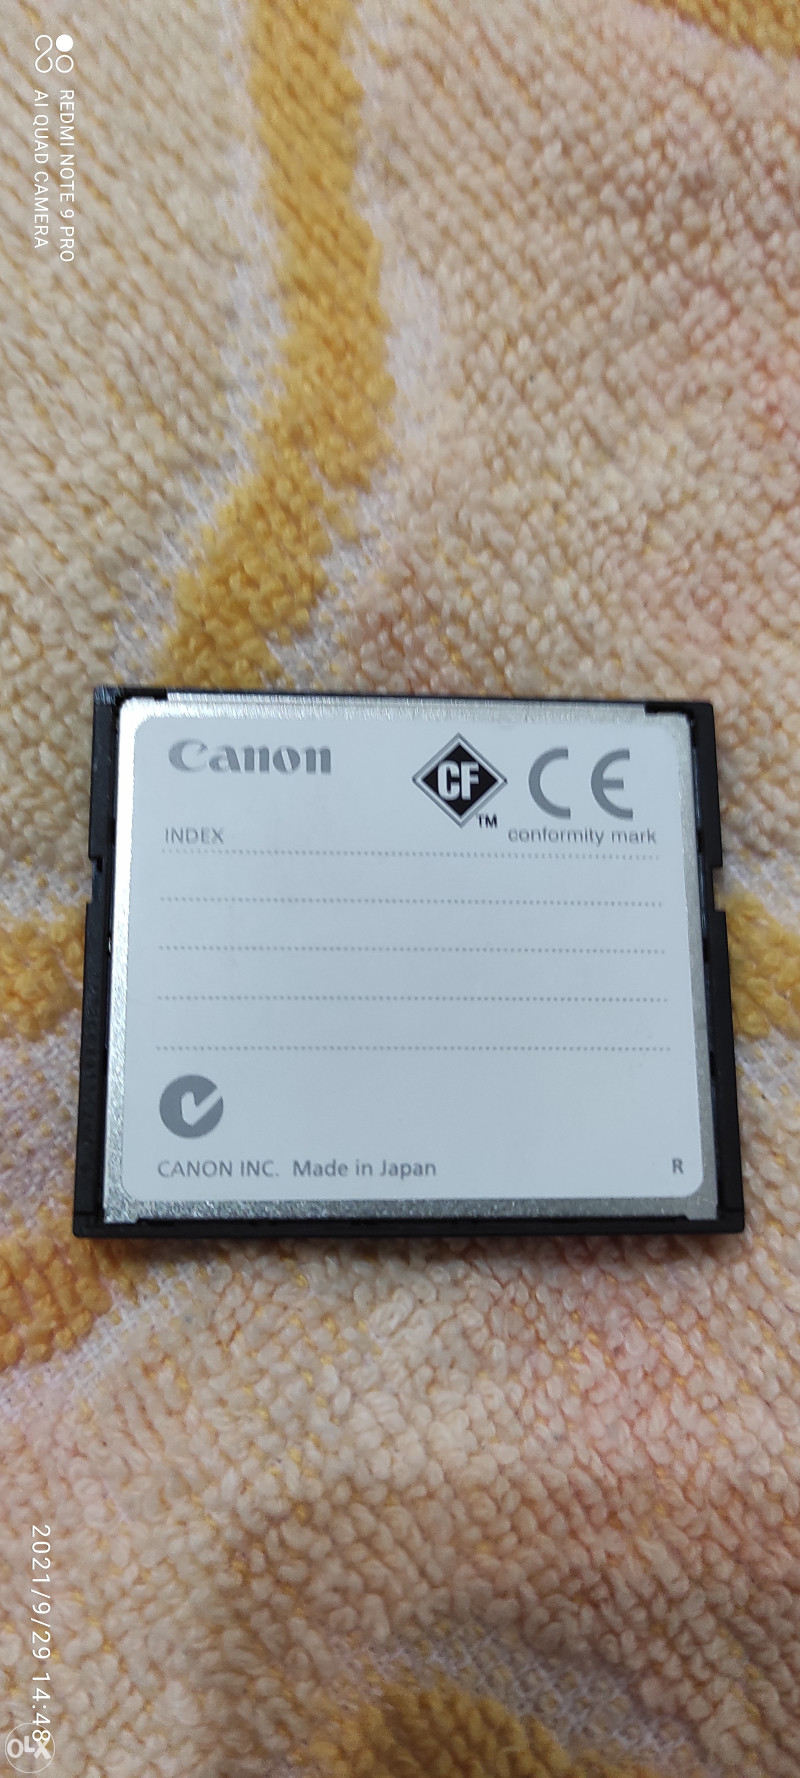 REDMI NOTE 9 PRO
AI QUAD CAMERA
Canon
CF
TM
CE
INDEX
conformity mark
CANON INC. Made in Japan
R
2021/9/29 14:48
OLX